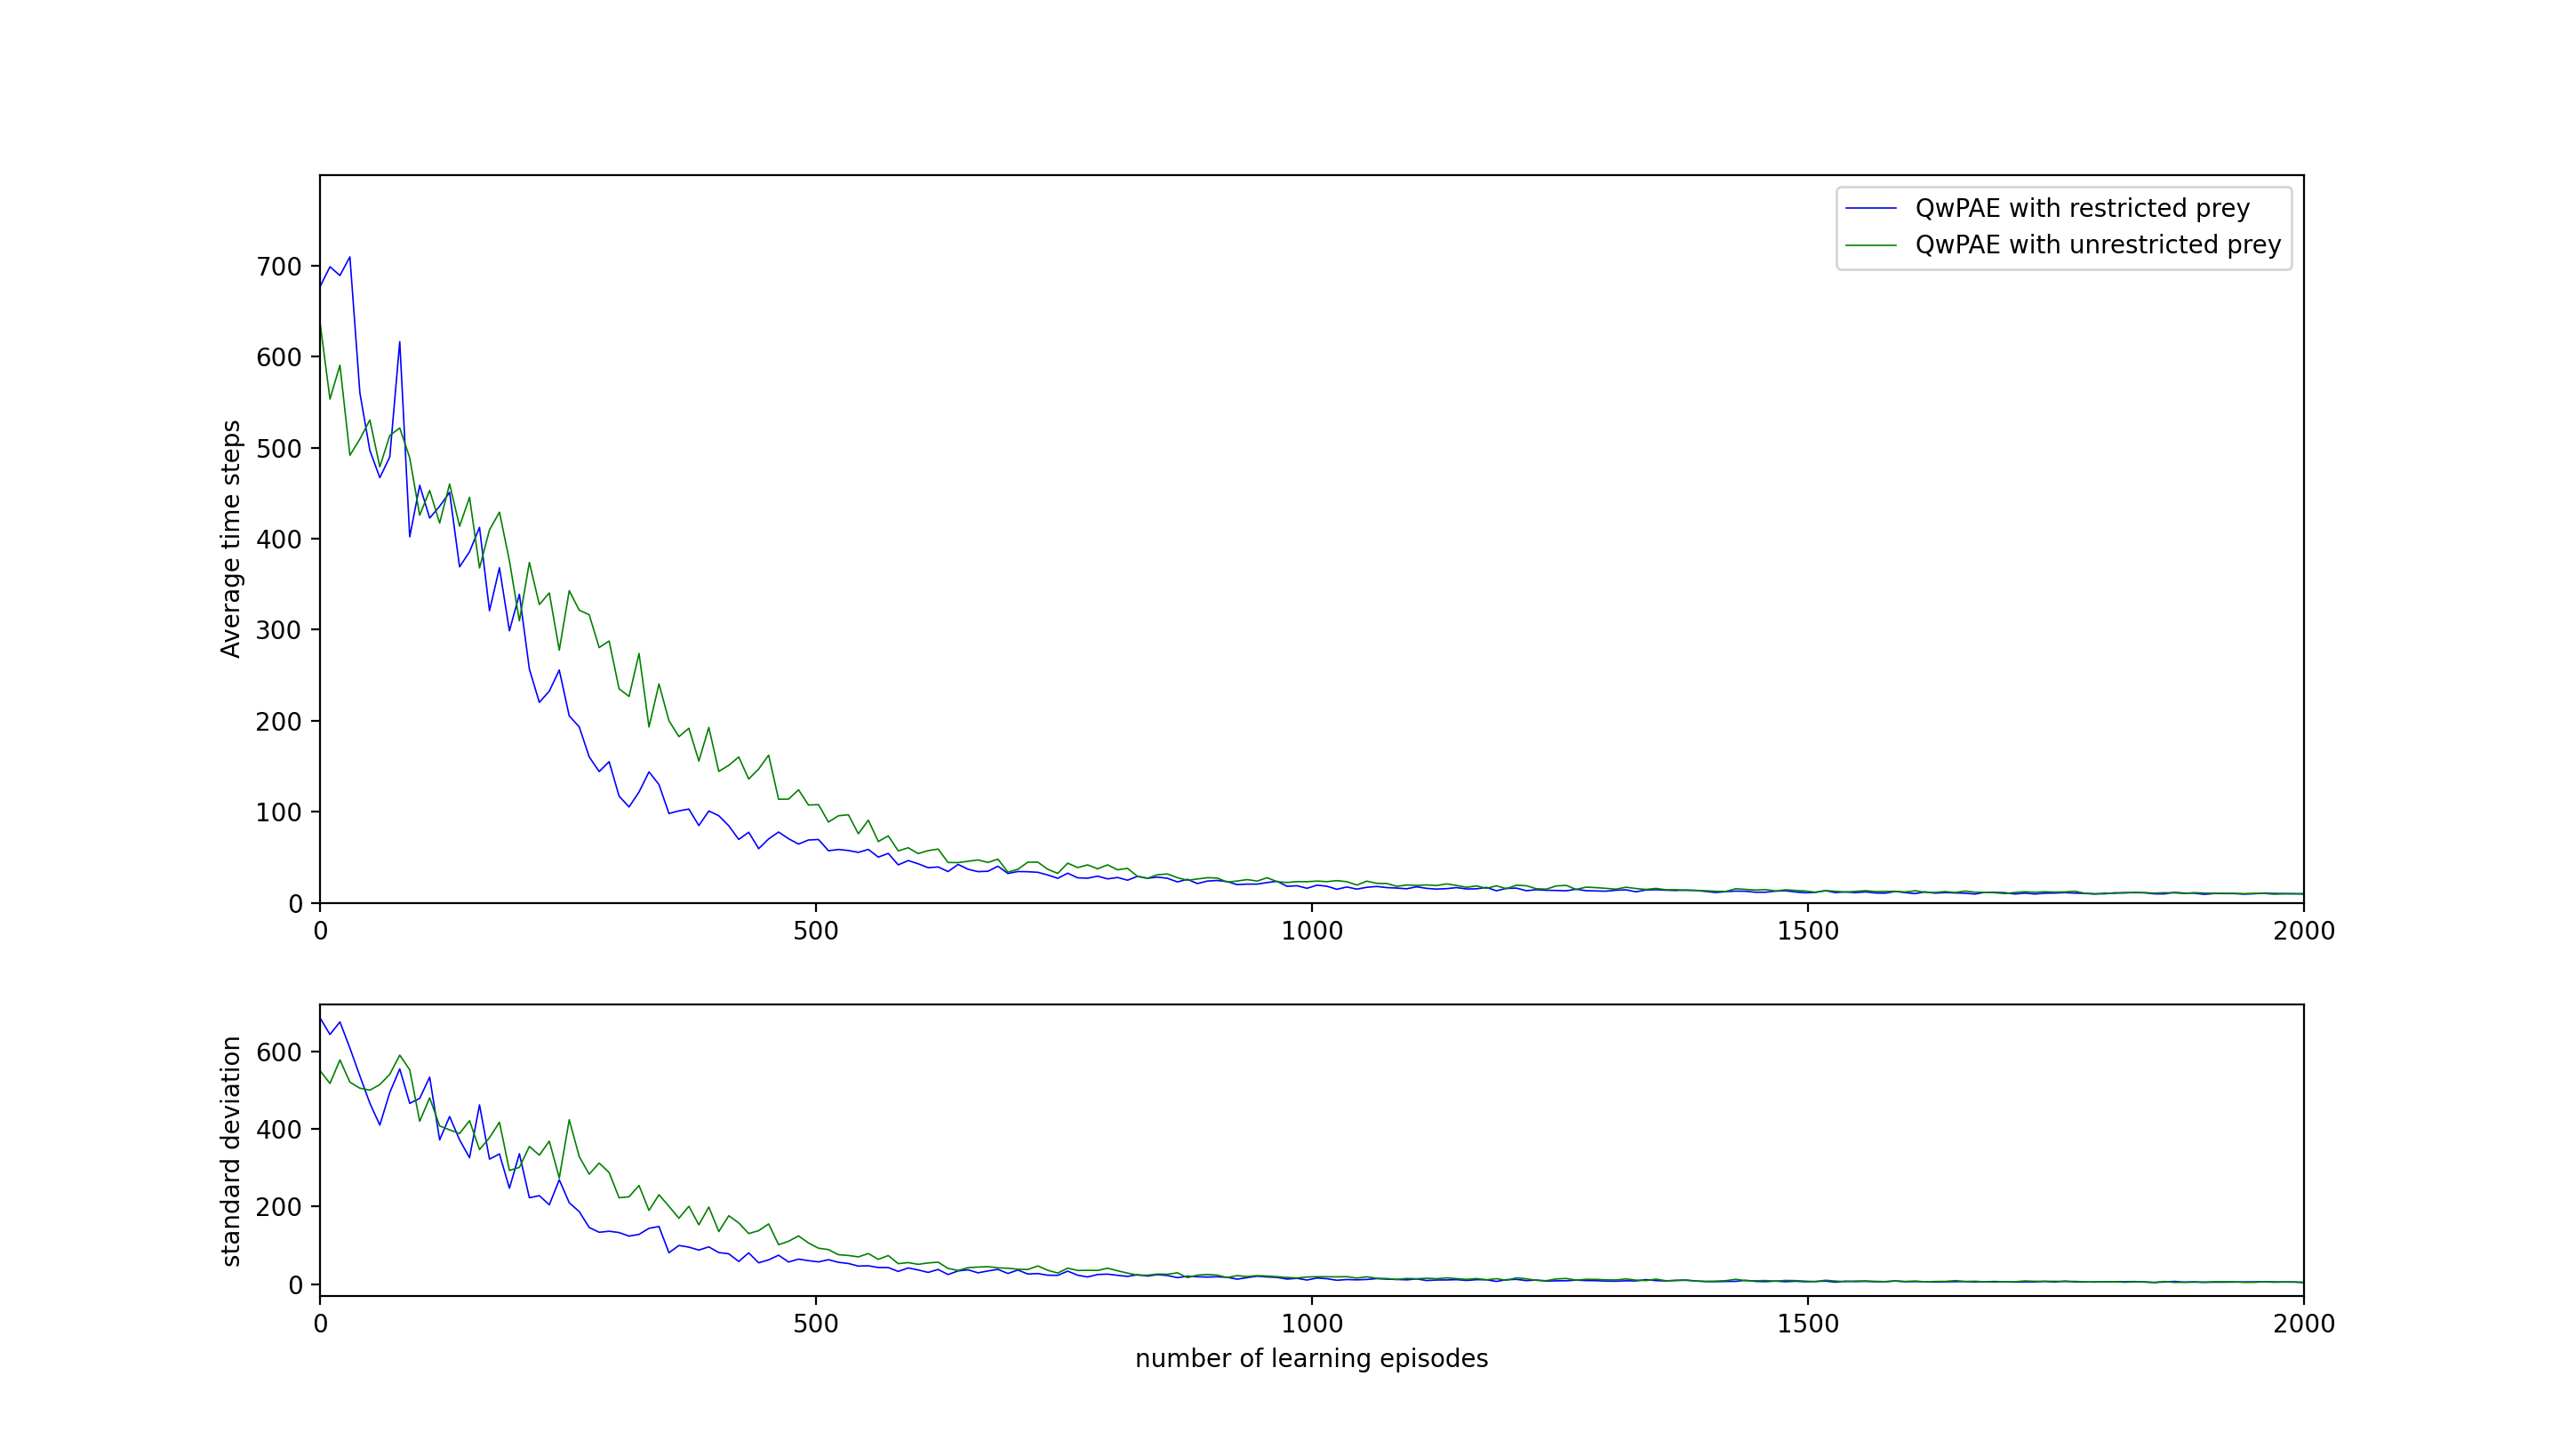 QwPAE with restricted prey
QwPAE with unrestricted prey
Average time steps
700
600
500
400
300
200
100
0
0 500 1000 1500 2000
standard deviation
600
400
200
0
0 500 1000 1500 2000
number of learning episodes